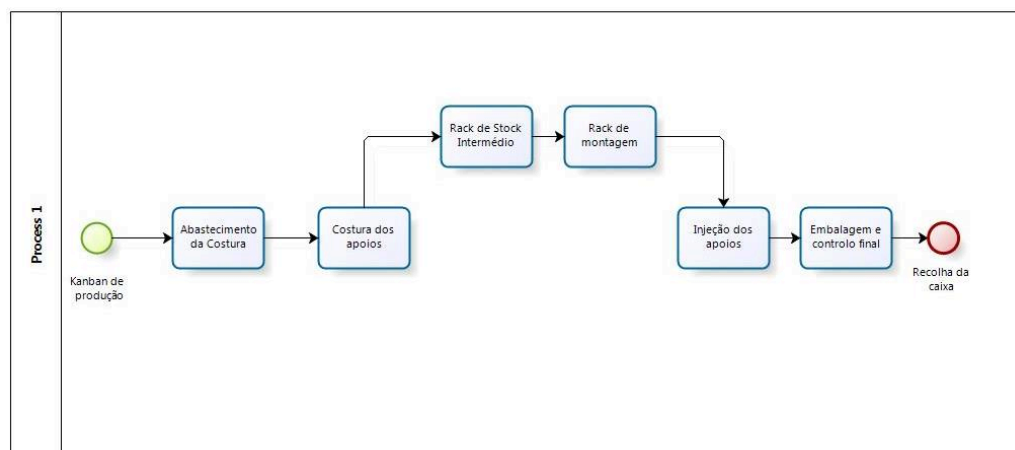 Process 1
Kanban de
produção
Abastecimento
da Costura
Costura dos
apoios
Rack de Stock
Intermédio
Rack de
montagem
Injeção dos
apoios
Embalagem e
controlo final
Recolha da
caixa